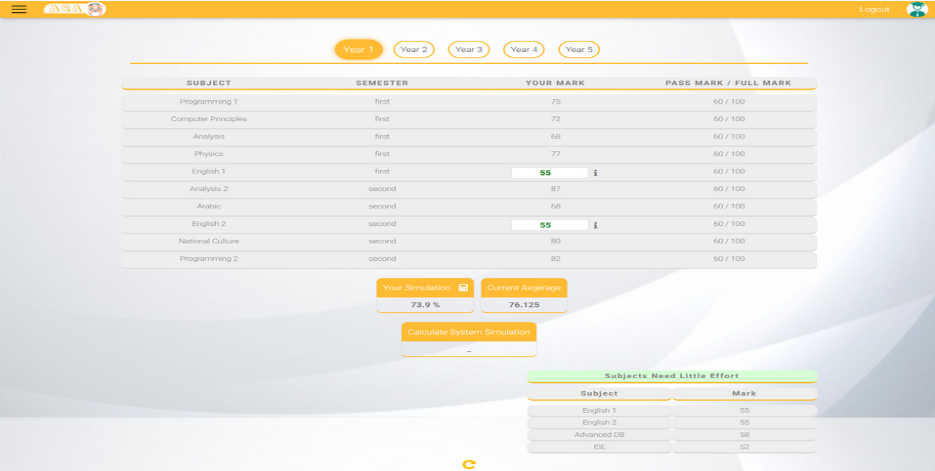 ASA Logout
Year 1 Year 2 Year 3 Year 4 Year 5
SUBJECT SEMESTER YOUR MARK PASS MARK / FULL MARK
Programming 1 first 75 60 / 100
Computer Principles first 72 60 / 100
Analysis first 68 60 / 100
Physics first 77 60 / 100
English 1 first 55 i 60 / 100
Analysis 2 second 87 60 / 100
Arabic second 68 60 / 100
English 2 second 55 i 60 / 100
National Culture second 80 60 / 100
Programming 2 second 82 60 / 100
Your Simulation Current Avgerage
73.9 % 76.125
Calculate System Simulation
_
Subjects Need Little Effort
Subject Mark
English 1 55
English 2 55
Advanced DB 58
ISE 52